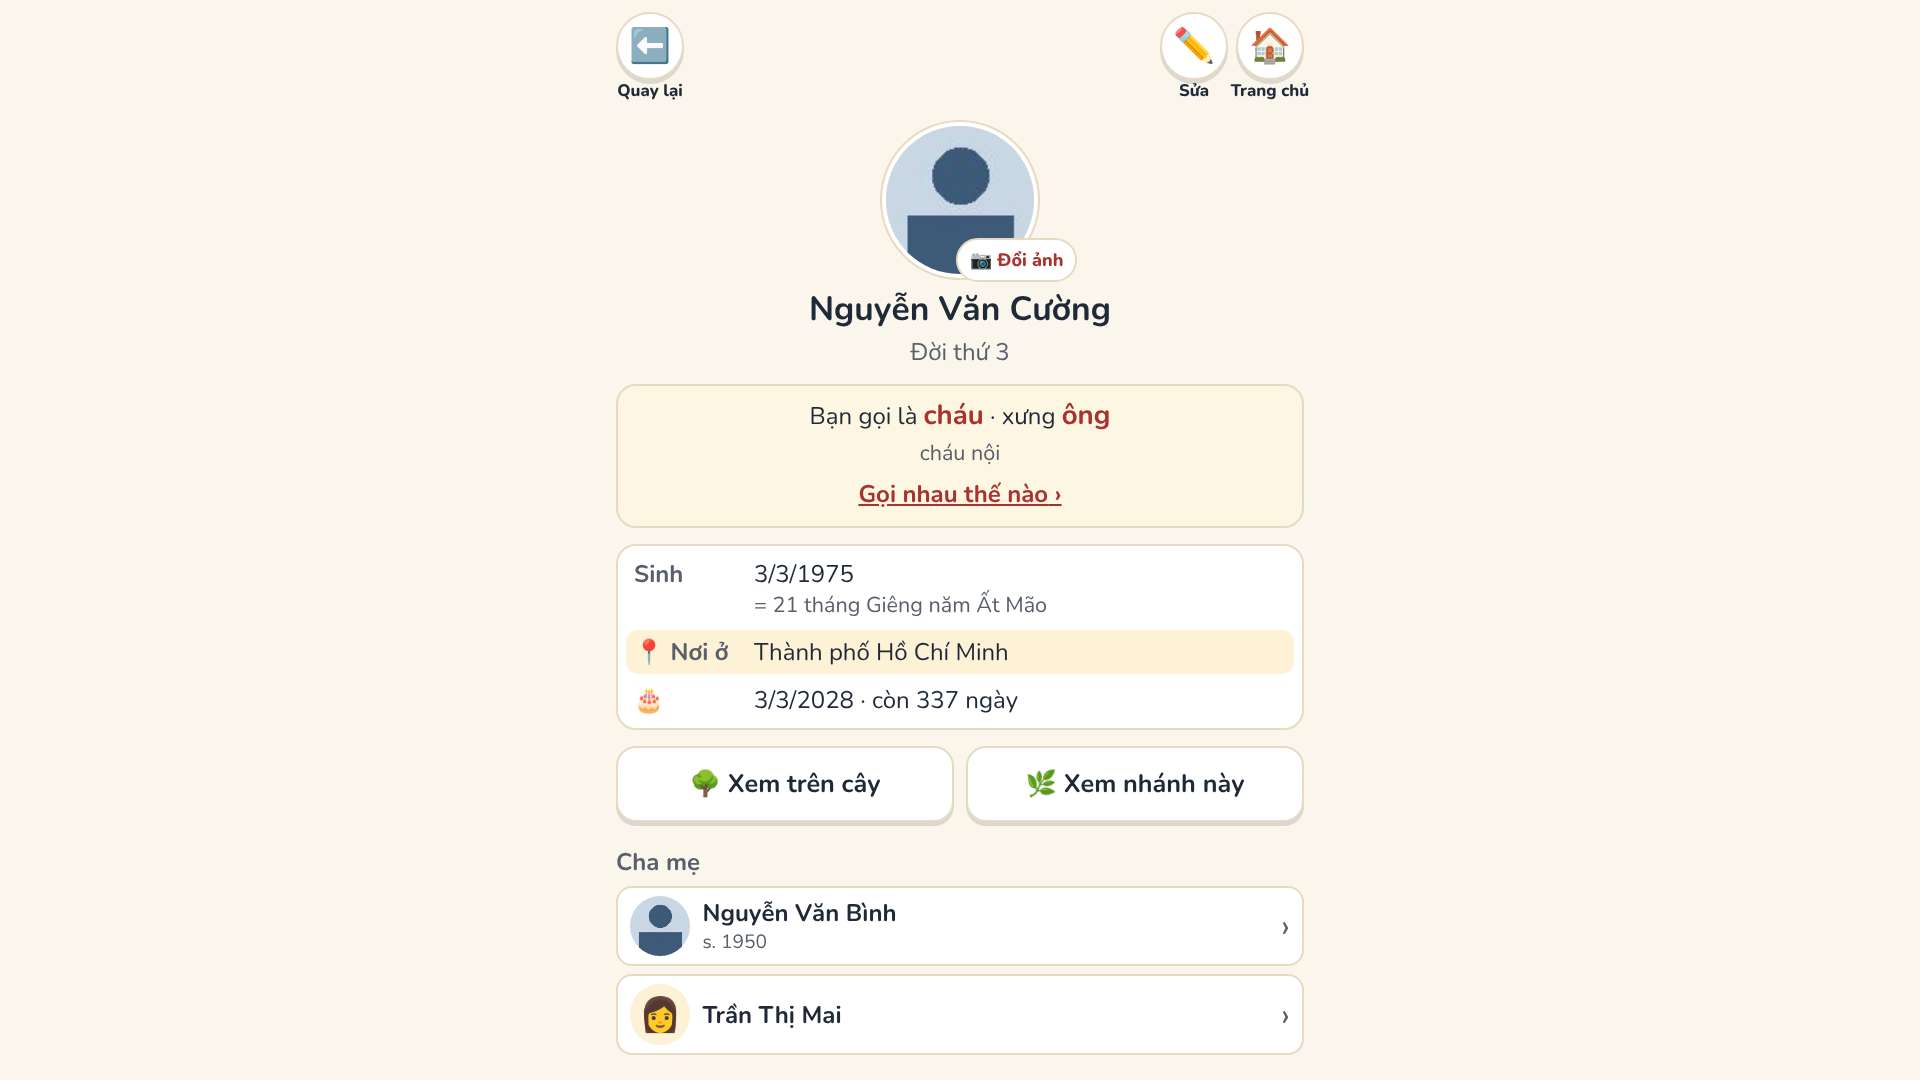 Quay lại
Sửa
Trang chủ
Đổi ảnh
Nguyễn Văn Cường
Đời thứ 3
Bạn gọi là cháu · xưng ông
cháu nội
Gọi nhau thế nào ›
Sinh 3/3/1975
= 21 tháng Giêng năm Ất Mão
Nơi ở Thành phố Hồ Chí Minh
3/3/2028 · còn 337 ngày
Xem trên cây
Xem nhánh này
Cha mẹ
Nguyễn Văn Bình
s. 1950
›
Trần Thị Mai
›